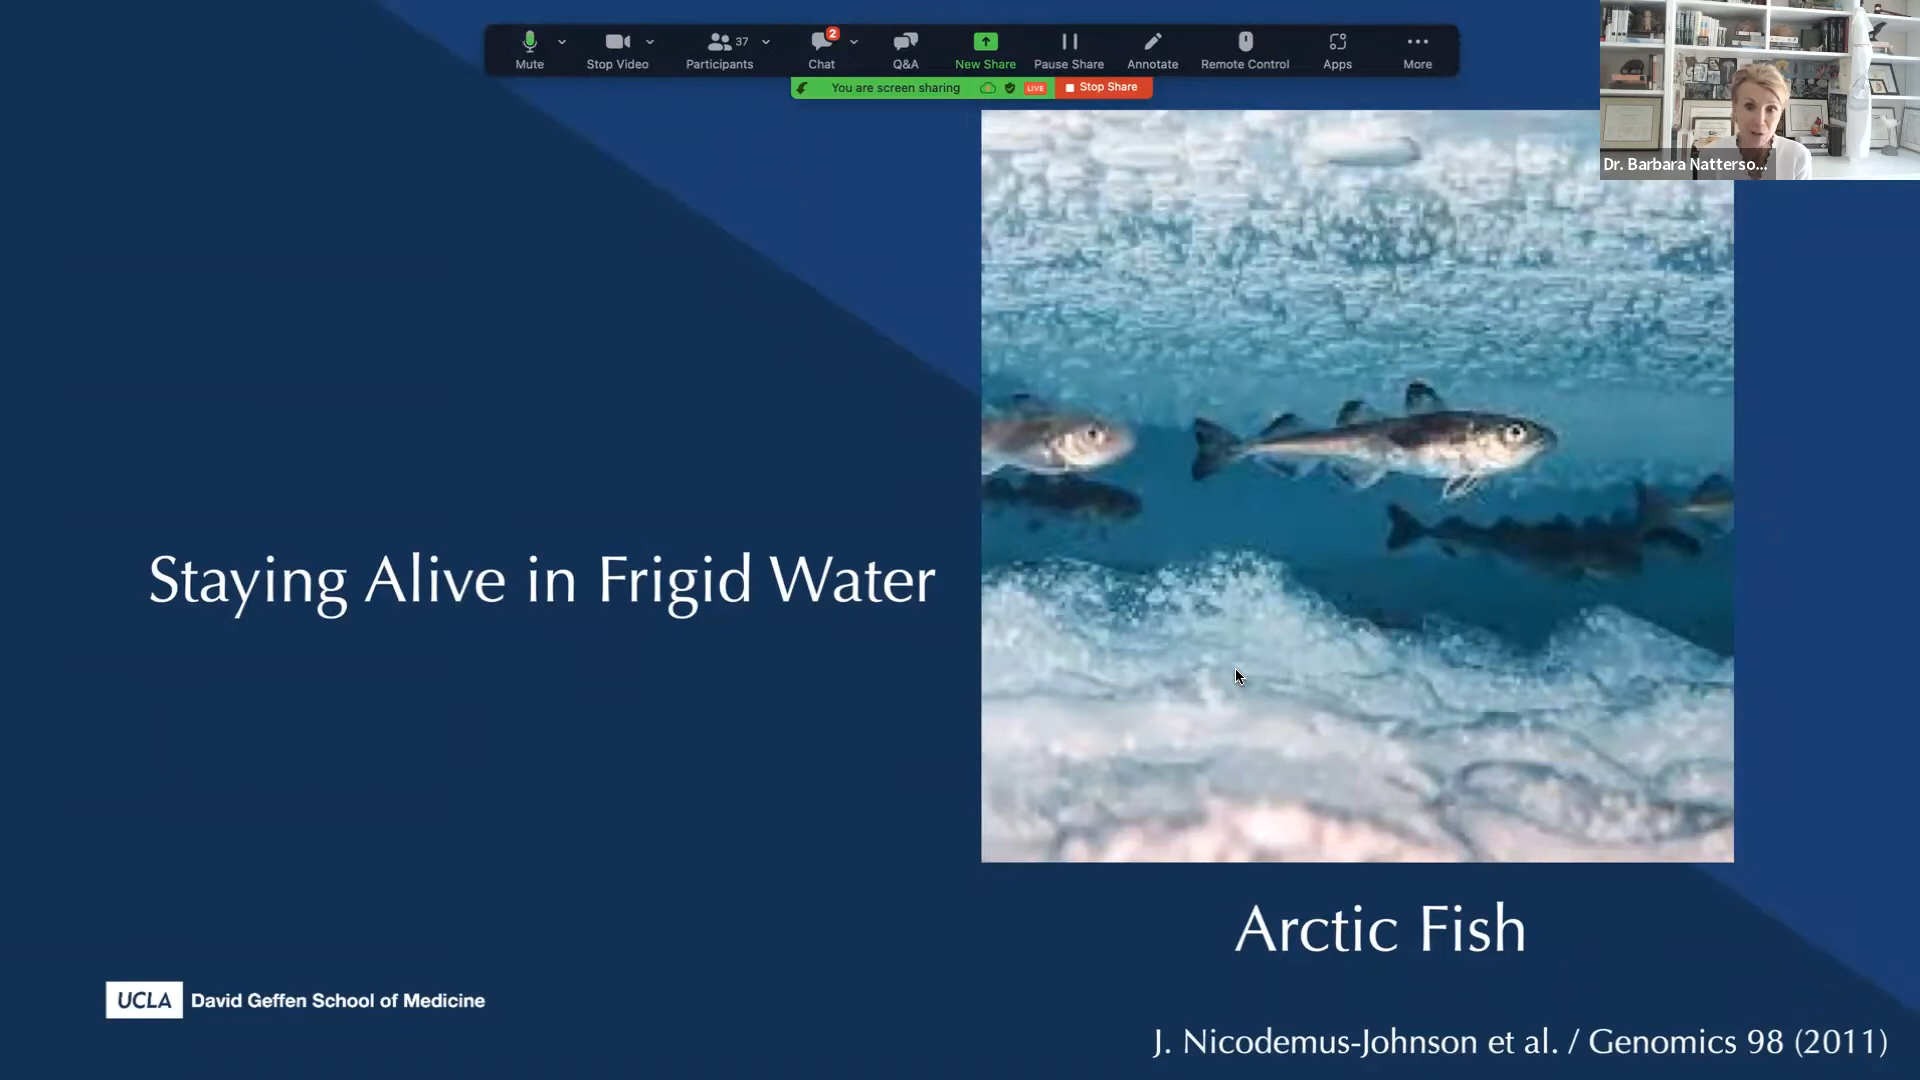 Mute
Stop Video
37
Participants
2
Chat
Q&A
New Share
Pause Share
Annotate
Remote Control
Apps
More
You are screen sharing
LIVE
Stop Share
Dr. Barbara Natterso...
Staying Alive in Frigid Water
Arctic Fish
UCLA David Geffen School of Medicine
J. Nicodemus-Johnson et al. / Genomics 98 (2011)